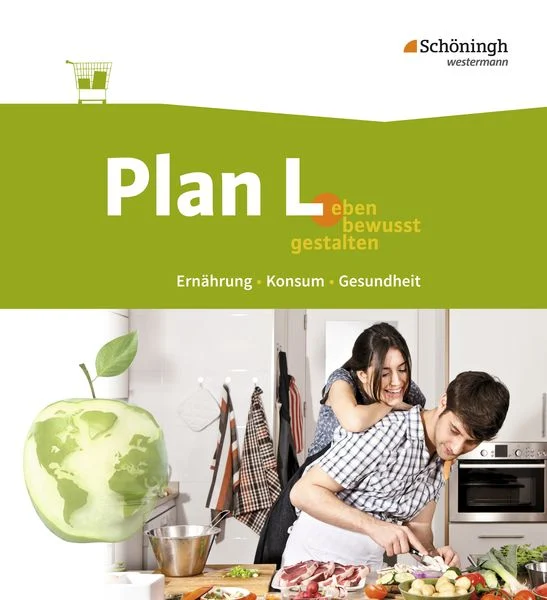 Schöningh
westermann
Plan L
eben
bewusst
gestalten
Ernährung • Konsum • Gesundheit